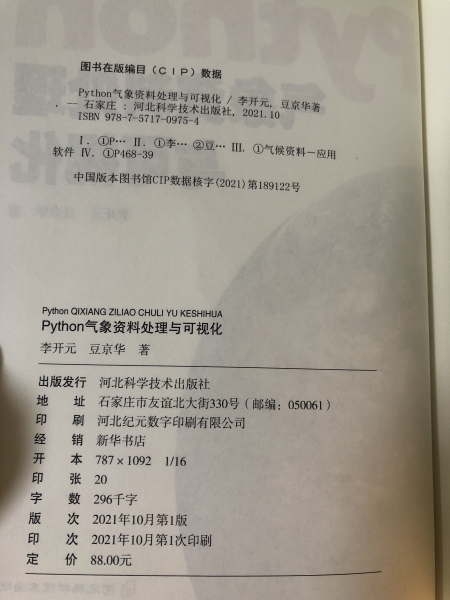 图书在版编目（CIP）数据
Python气象资料处理与可视化 / 李开元, 豆京华著
. — 石家庄 : 河北科学技术出版社, 2021.10
ISBN 978-7-5717-0975-4
Ⅰ. ①P… Ⅱ. ①李… ②豆… Ⅲ. ①气候资料－应用
软件 Ⅳ. ①P468-39
中国版本图书馆CIP数据核字(2021)第189122号
Python QIXIANG ZILIAO CHULI YU KESHIHUA
Python气象资料处理与可视化
李开元 豆京华 著
出版发行 河北科学技术出版社
地 址 石家庄市友谊北大街330号（邮编：050061）
印 刷 河北纪元数字印刷有限公司
经 销 新华书店
开 本 787×1092 1/16
印 张 20
字 数 296千字
版 次 2021年10月第1版
印 次 2021年10月第1次印刷
定 价 88.00元